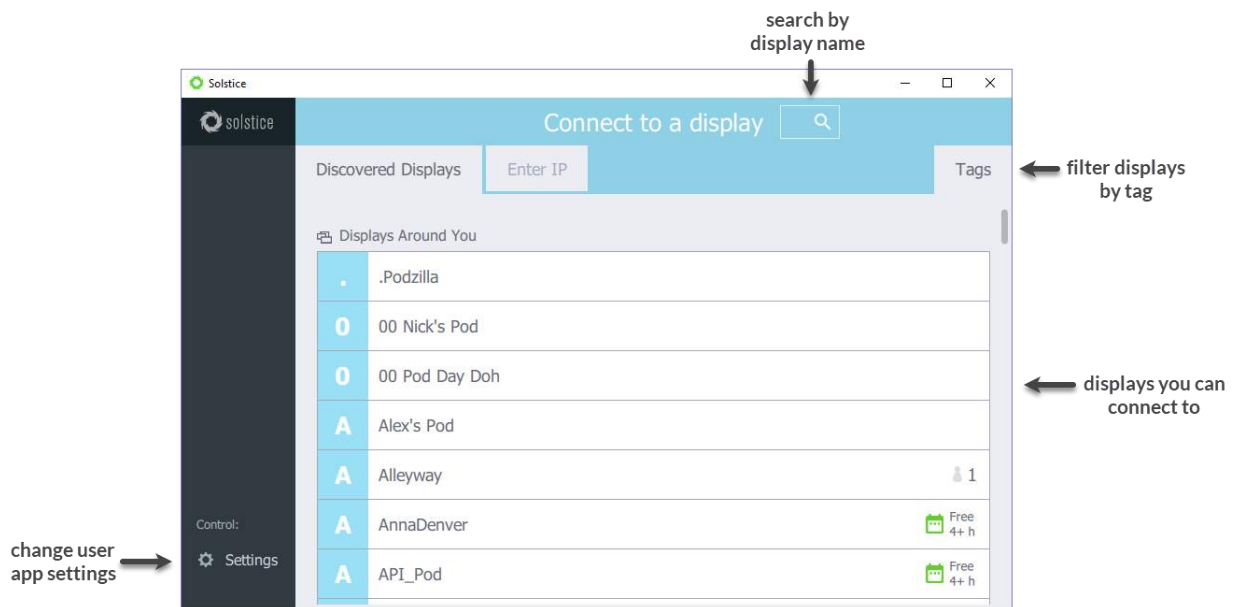 search by
display name
Solstice
solstice
Connect to a display
Discovered Displays
Enter IP
Tags
filter displays
by tag
Displays Around You
. .Podzilla
0 00 Nick's Pod
0 00 Pod Day Doh
displays you can
connect to
A Alex's Pod
A Alleyway 1
A AnnaDenver Free
4+ h
A API_Pod Free
4+ h
Control:
Settings
change user
app settings